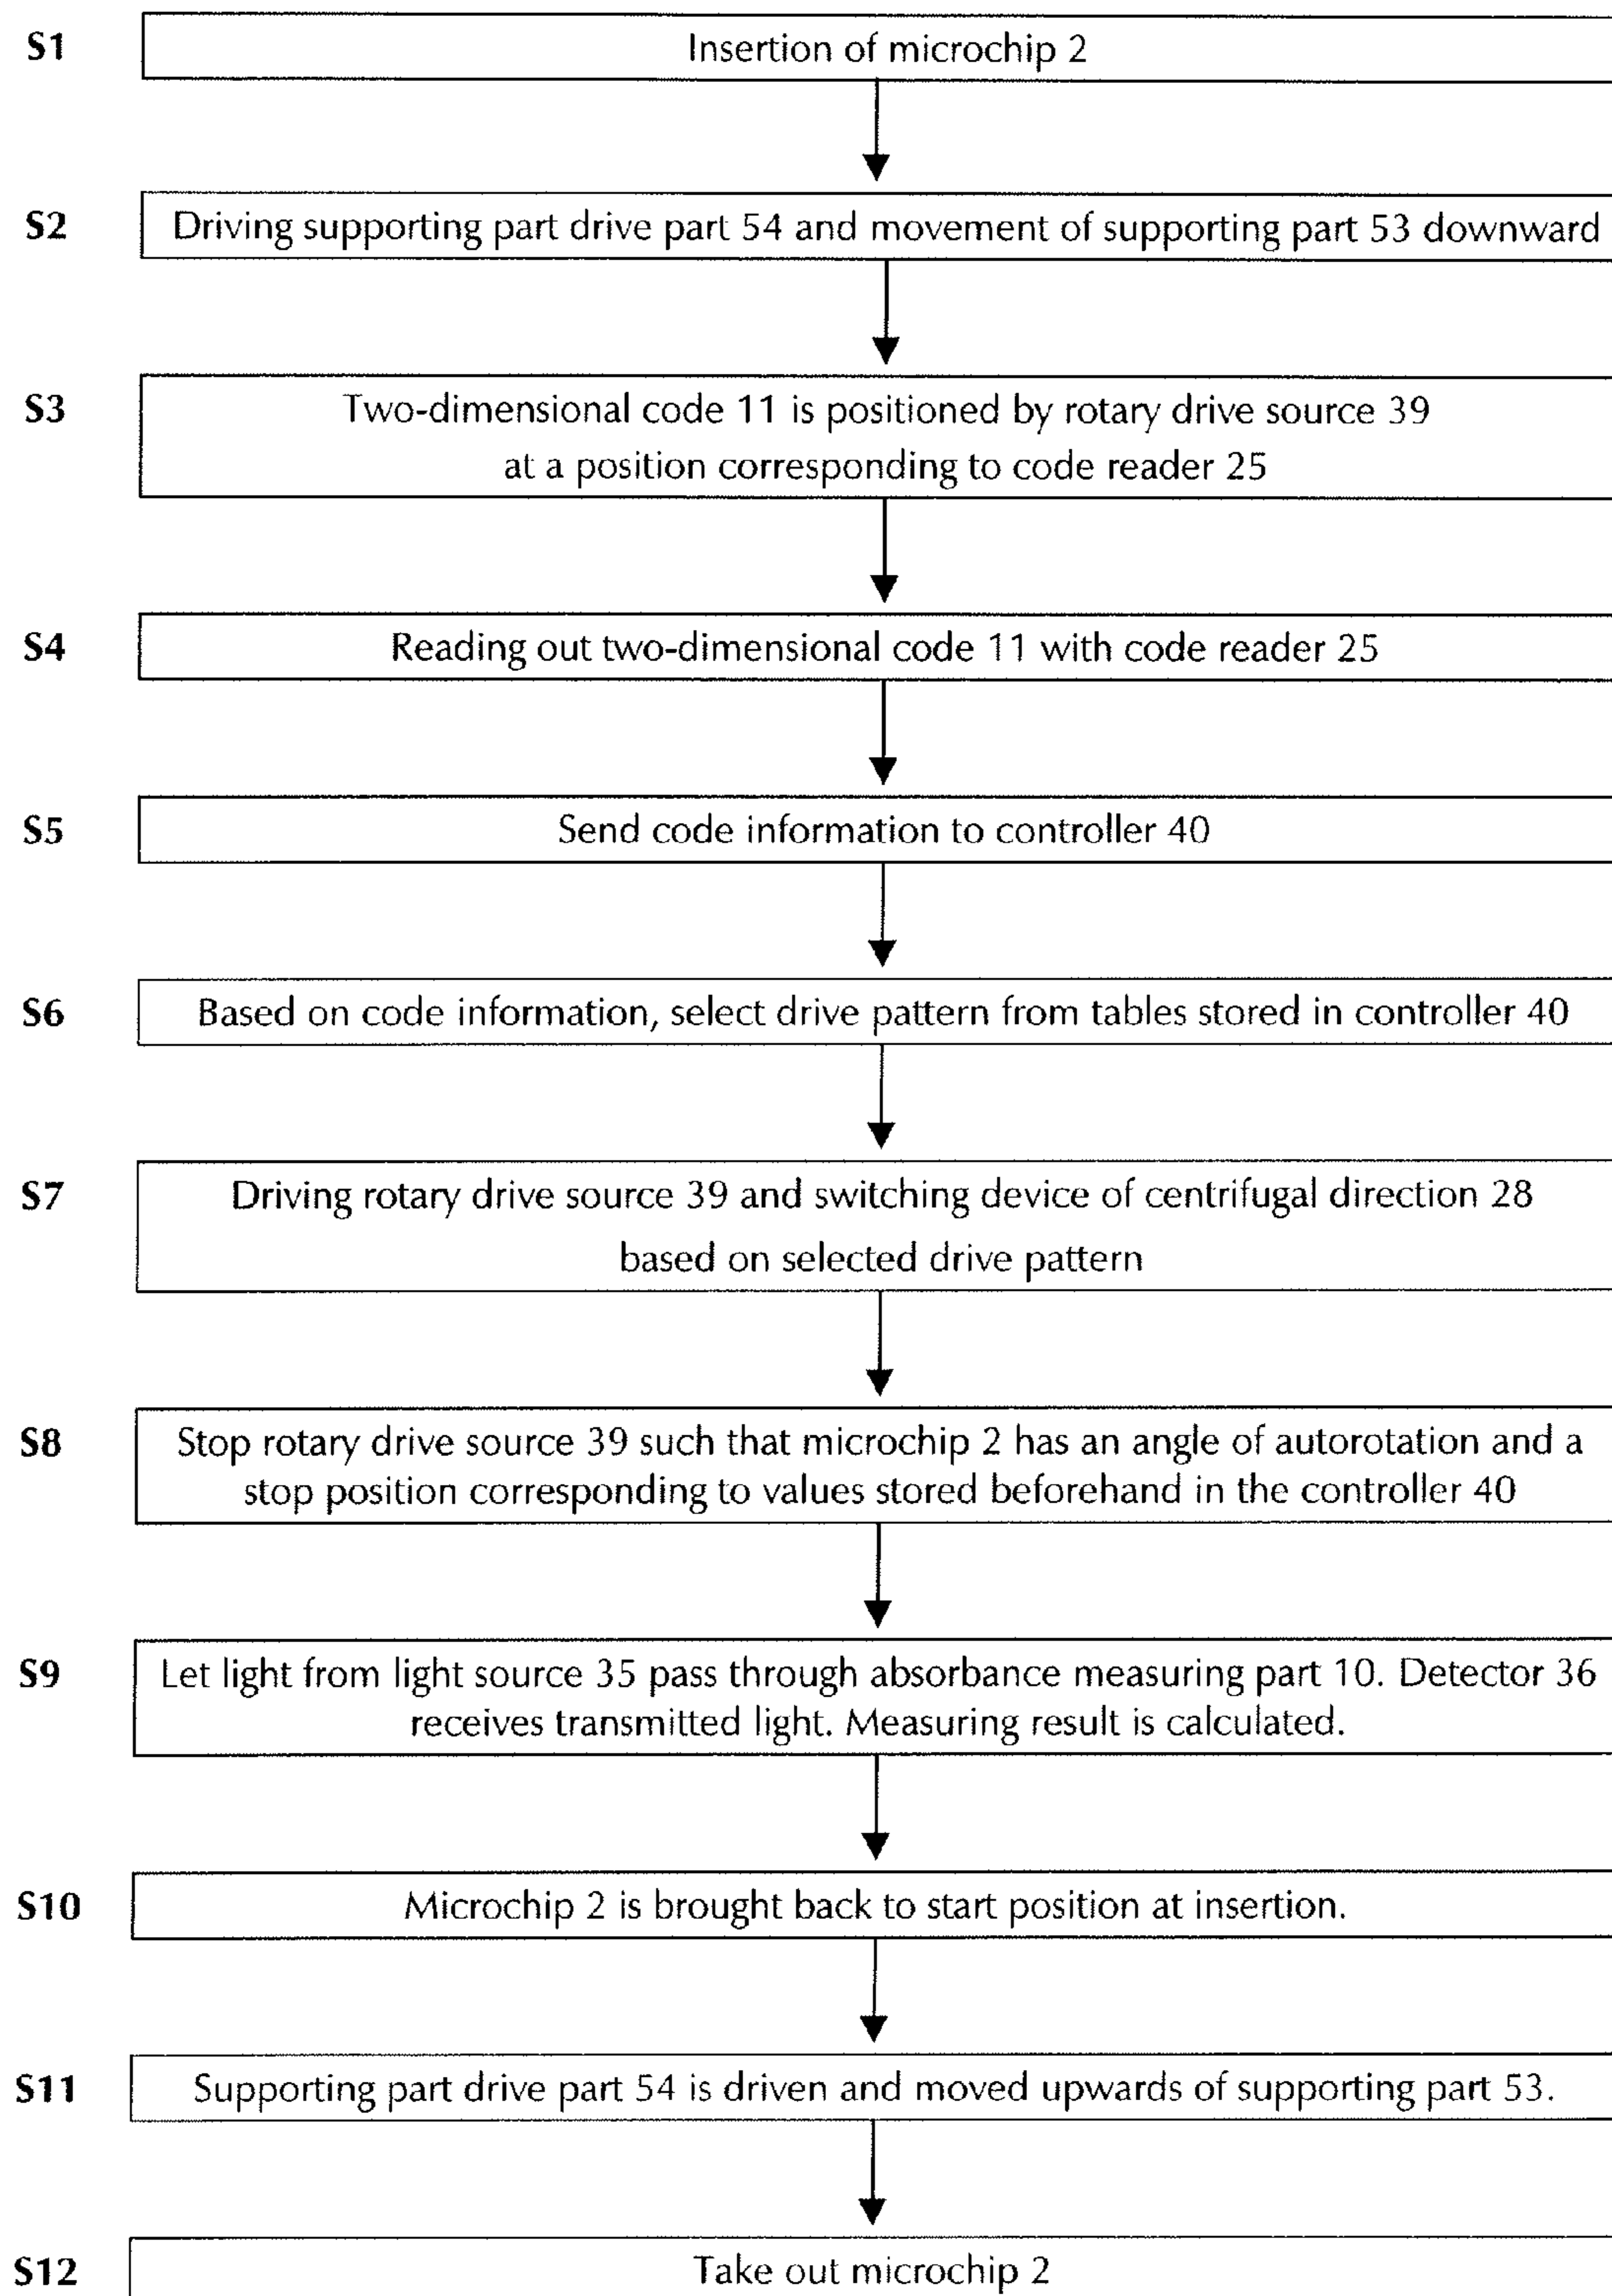 S1 Insertion of microchip 2
S2 Driving supporting part drive part 54 and movement of supporting part 53 downward
S3 Two-dimensional code 11 is positioned by rotary drive source 39
at a position corresponding to code reader 25
S4 Reading out two-dimensional code 11 with code reader 25
S5 Send code information to controller 40
S6 Based on code information, select drive pattern from tables stored in controller 40
S7 Driving rotary drive source 39 and switching device of centrifugal direction 28
based on selected drive pattern
S8 Stop rotary drive source 39 such that microchip 2 has an angle of autorotation and a
stop position corresponding to values stored beforehand in the controller 40
S9 Let light from light source 35 pass through absorbance measuring part 10. Detector 36
receives transmitted light. Measuring result is calculated.
S10 Microchip 2 is brought back to start position at insertion.
S11 Supporting part drive part 54 is driven and moved upwards of supporting part 53.
S12 Take out microchip 2